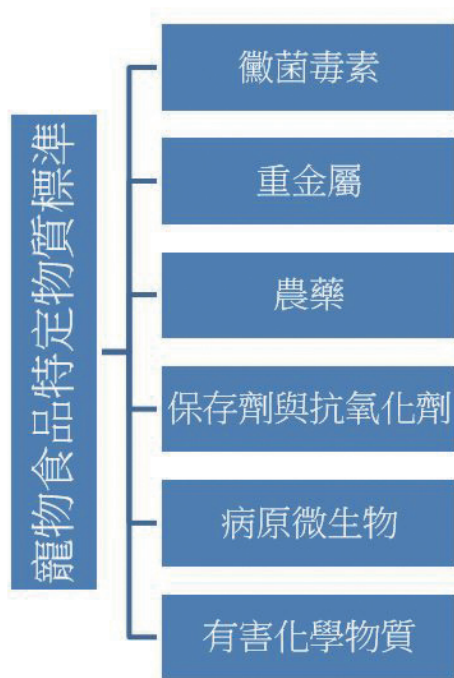 寵物食品特定物質標準
黴菌毒素
重金屬
農藥
保存劑與抗氧化劑
病原微生物
有害化學物質